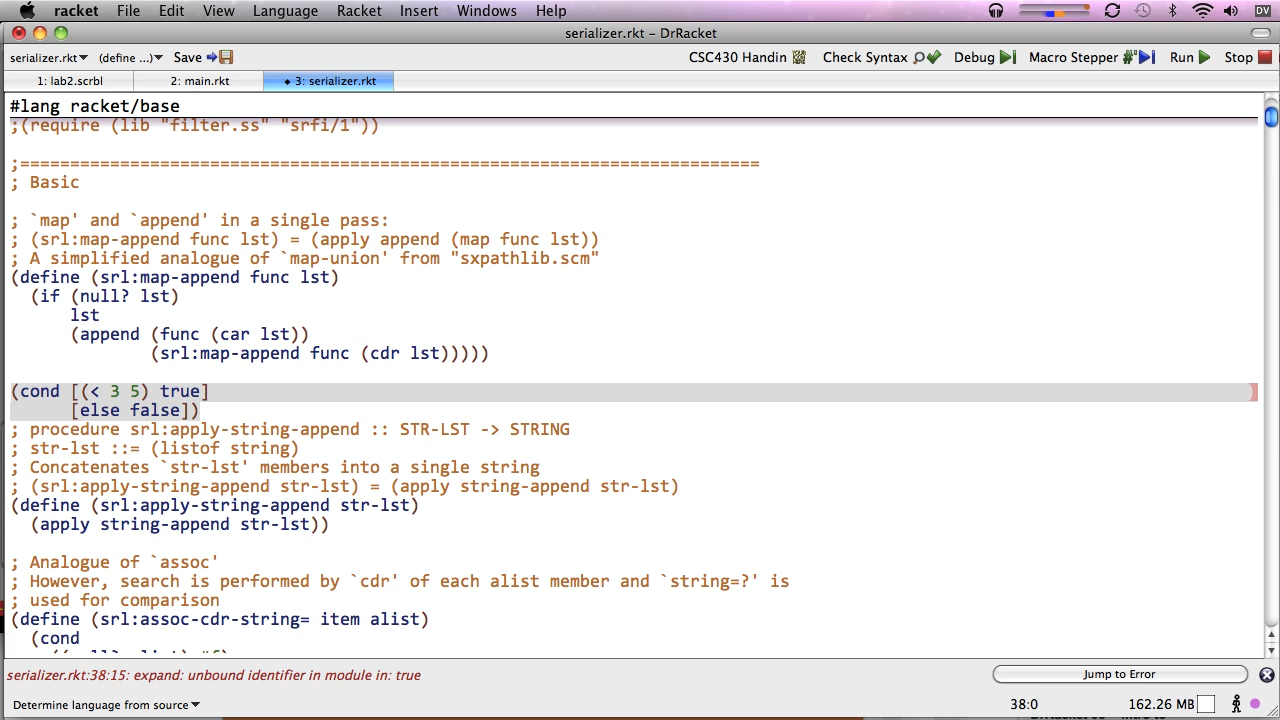 racket File Edit View Language Racket Insert Windows Help DV
serializer.rkt – DrRacket
serializer.rkt▾ (define ...)▾ Save CSC430 Handin Check Syntax Debug Macro Stepper Run Stop
1: lab2.scrbl 2: main.rkt ◆ 3: serializer.rkt
#lang racket/base
;(require (lib "filter.ss" "srfi/1"))
;==========================================================================
; Basic
; `map' and `append' in a single pass:
; (srl:map-append func lst) = (apply append (map func lst))
; A simplified analogue of `map-union' from "sxpathlib.scm"
(define (srl:map-append func lst)
(if (null? lst)
lst
(append (func (car lst))
(srl:map-append func (cdr lst)))))
(cond [(< 3 5) true]
[else false])
; procedure srl:apply-string-append :: STR-LST -> STRING
; str-lst ::= (listof string)
; Concatenates `str-lst' members into a single string
; (srl:apply-string-append str-lst) = (apply string-append str-lst)
(define (srl:apply-string-append str-lst)
(apply string-append str-lst))
; Analogue of `assoc'
; However, search is performed by `cdr' of each alist member and `string=?' is
; used for comparison
(define (srl:assoc-cdr-string= item alist)
(cond
serializer.rkt:38:15: expand: unbound identifier in module in: true
Jump to Error
Determine language from source▾ 38:0 162.26 MB